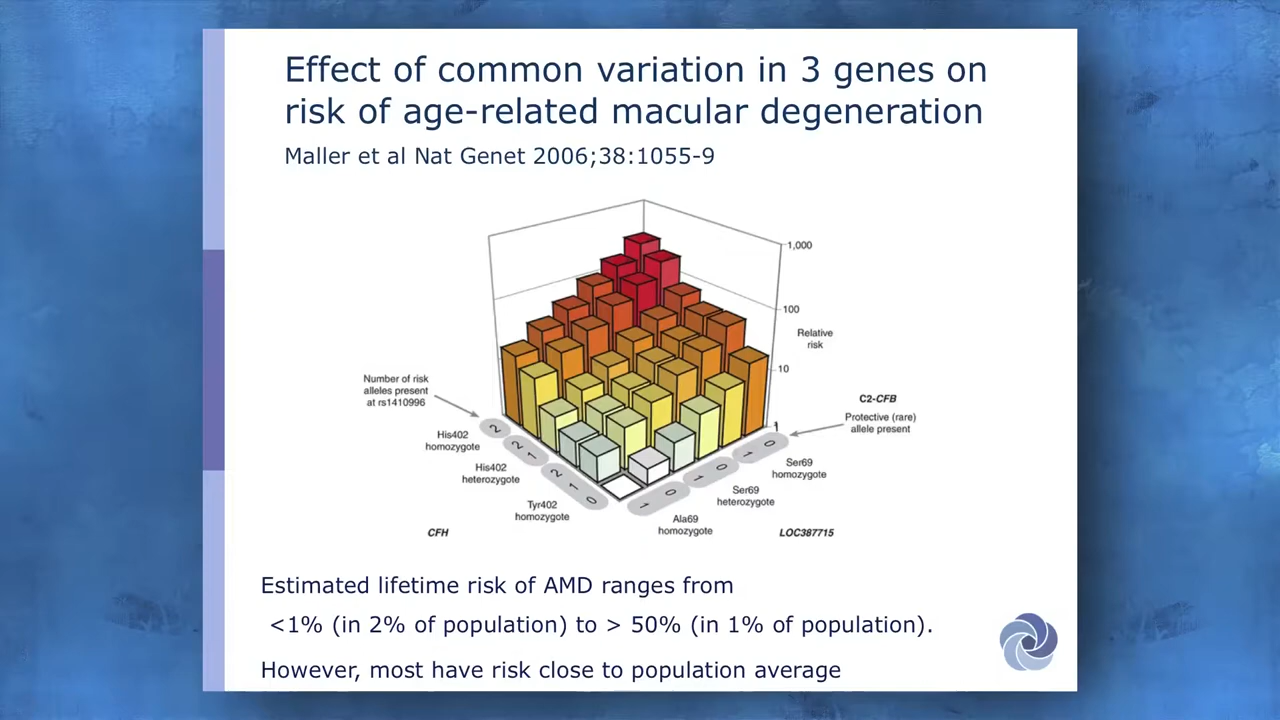 Effect of common variation in 3 genes on
risk of age-related macular degeneration
Maller et al Nat Genet 2006;38:1055-9
1,000
100
Relative
risk
10
1
Number of risk
alleles present
at rs1410996
C2-CFB
Protective (rare)
allele present
His402
homozygote
His402
heterozygote
Tyr402
homozygote
CFH
2
2
1
2
1
0
1
0
1
0
1
0
Ser69
homozygote
Ser69
heterozygote
Ala69
homozygote
LOC387715
Estimated lifetime risk of AMD ranges from
<1% (in 2% of population) to > 50% (in 1% of population).
However, most have risk close to population average